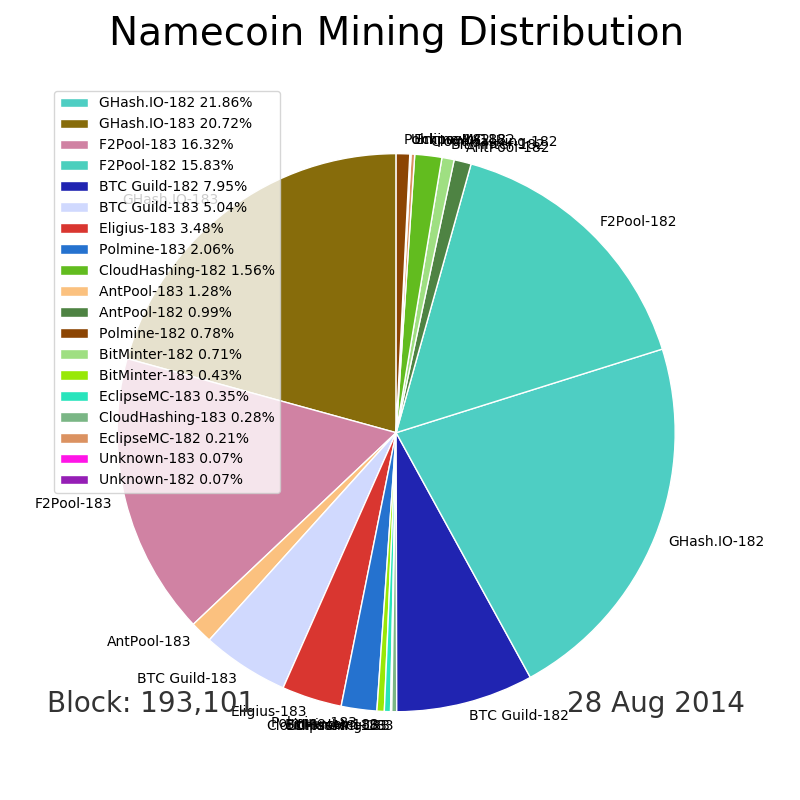 Namecoin Mining Distribution
GHash.IO-182 21.86%
GHash.IO-183 20.72%
F2Pool-183 16.32%
F2Pool-182 15.83%
BTC Guild-182 7.95%
BTC Guild-183 5.04%
Eligius-183 3.48%
Polmine-183 2.06%
CloudHashing-182 1.56%
AntPool-183 1.28%
AntPool-182 0.99%
Polmine-182 0.78%
BitMinter-182 0.71%
BitMinter-183 0.43%
EclipseMC-183 0.35%
CloudHashing-183 0.28%
EclipseMC-182 0.21%
Unknown-183 0.07%
Unknown-182 0.07%
AntPool-182
GHash.IO-183
F2Pool-182
F2Pool-183
GHash.IO-182
AntPool-183
BTC Guild-183
Eligius-183
BTC Guild-182
Block: 193,101
28 Aug 2014